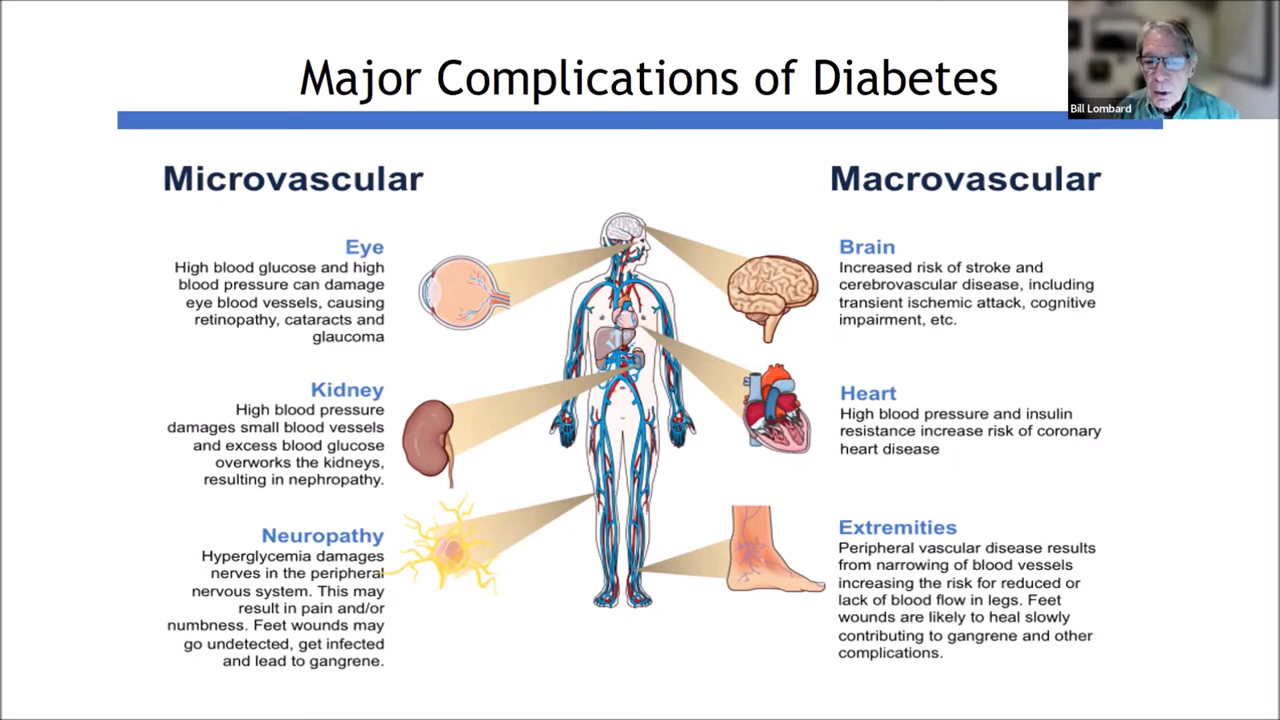 Major Complications of Diabetes
Bill Lombard
Microvascular
Eye
High blood glucose and high
blood pressure can damage
eye blood vessels, causing
retinopathy, cataracts and
glaucoma
Kidney
High blood pressure
damages small blood vessels
and excess blood glucose
overworks the kidneys,
resulting in nephropathy.
Neuropathy
Hyperglycemia damages
nerves in the peripheral
nervous system. This may
result in pain and/or
numbness. Feet wounds may
go undetected, get infected
and lead to gangrene.
Macrovascular
Brain
Increased risk of stroke and
cerebrovascular disease, including
transient ischemic attack, cognitive
impairment, etc.
Heart
High blood pressure and insulin
resistance increase risk of coronary
heart disease
Extremities
Peripheral vascular disease results
from narrowing of blood vessels
increasing the risk for reduced or
lack of blood flow in legs. Feet
wounds are likely to heal slowly
contributing to gangrene and other
complications.